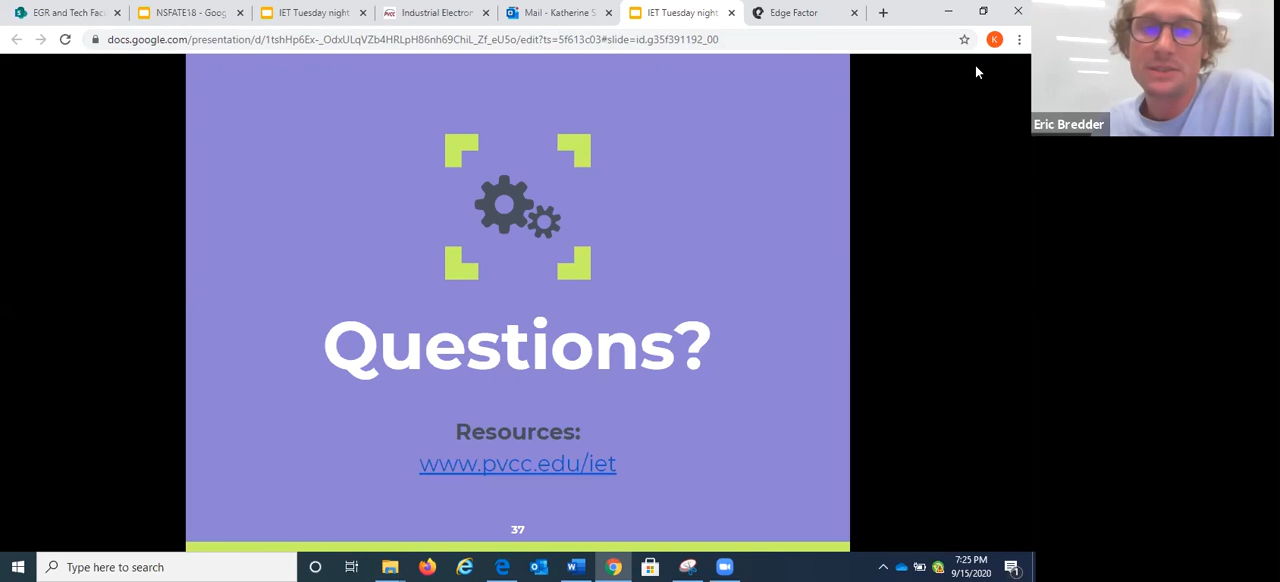 EGR and Tech Fac
NSFATE18 - Goog
IET Tuesday night
Industrial Electron
Mail - Katherine S
IET Tuesday night
Edge Factor
docs.google.com/presentation/d/1tshHp6Ex-_OdxULqVZb4HRLpH86nh69ChiL_Zf_eU5o/edit?ts=5f613c03#slide=id.g35f391192_00
K
Eric Bredder
Questions?
Resources:
www.pvcc.edu/iet
37
Type here to search
7:25 PM
9/15/2020